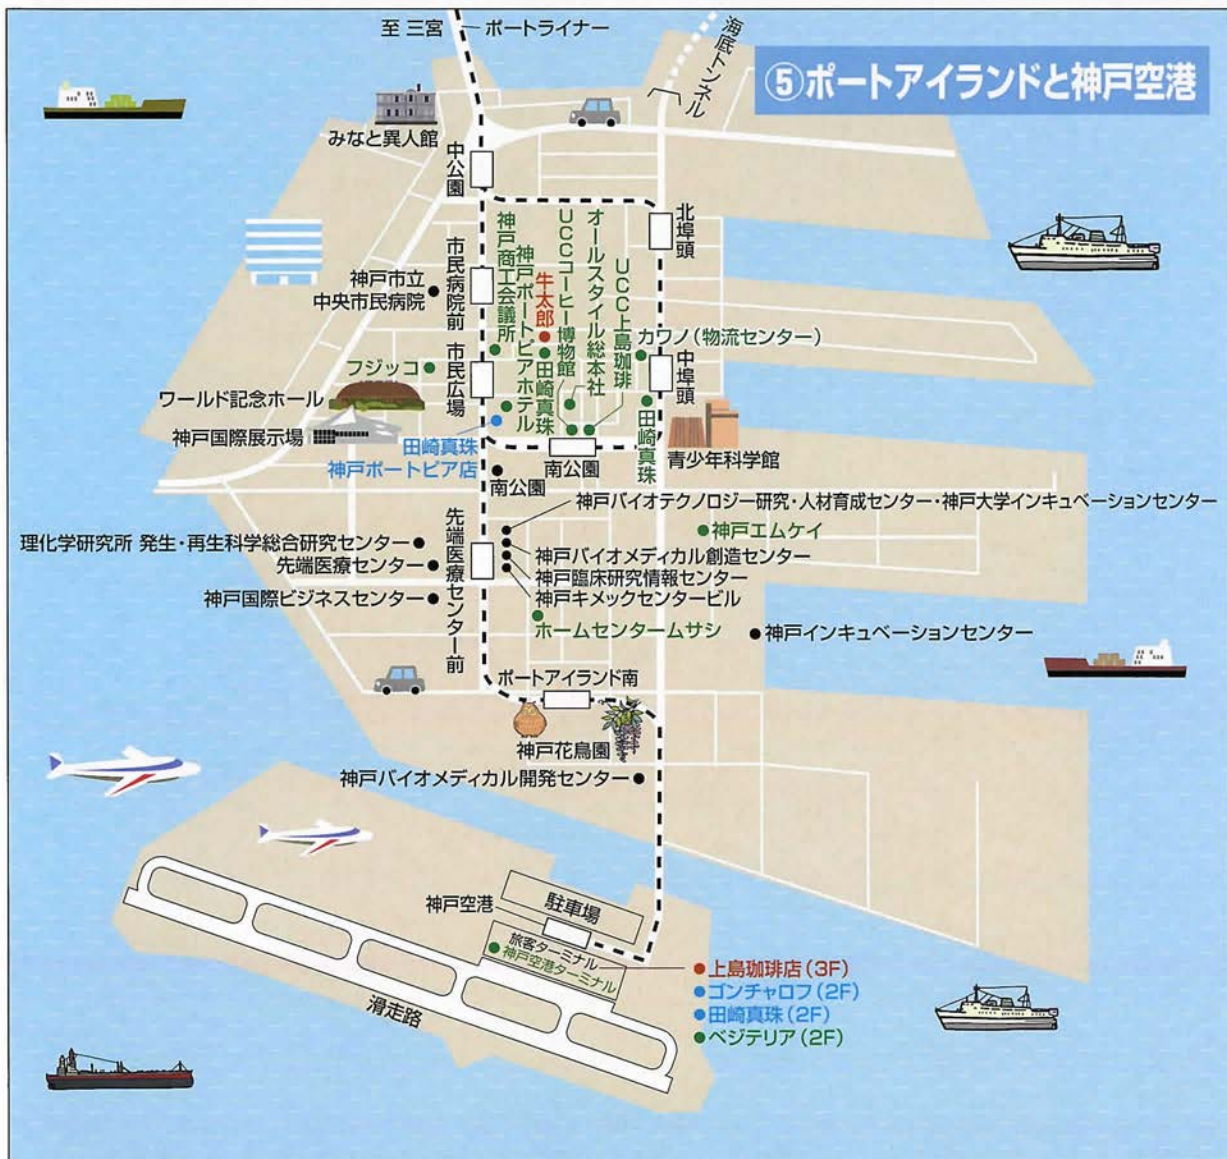 至 三宮
ポートライナー
海底トンネル
⑤ポートアイランドと神戸空港
みなと異人館
中公園
北埠頭
市民病院前
神戸市立
中央市民病院
神戸商工会議所
神戸ポートピアホテル
牛太郎
田崎真珠
UCCコーヒー博物館
オールスタイル総本社
UCC上島珈琲
カワノ(物流センター)
中埠頭
フジッコ
市民広場
ワールド記念ホール
神戸国際展示場
田崎真珠
神戸ポートピア店
南公園
南公園
田崎真珠
青少年科学館
神戸バイオテクノロジー研究・人材育成センター・神戸大学インキュベーションセンター
神戸エムケイ
先端医療センター前
理化学研究所 発生・再生科学総合研究センター
先端医療センター
神戸国際ビジネスセンター
神戸バイオメディカル創造センター
神戸臨床研究情報センター
神戸キメックセンタービル
ホームセンタームサシ
神戸インキュベーションセンター
ポートアイランド南
神戸花鳥園
神戸バイオメディカル開発センター
神戸空港
駐車場
旅客ターミナル
神戸空港ターミナル
滑走路
上島珈琲店(3F)
ゴンチャロフ(2F)
田崎真珠(2F)
ベジテリア(2F)